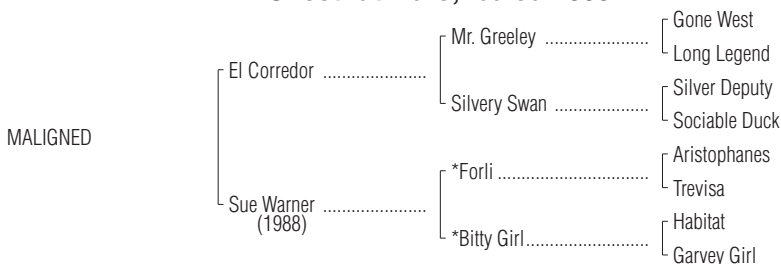 Gone West
Mr. Greeley ....................
Long Legend
El Corredor ......................
Silver Deputy
Silvery Swan ..................
Sociable Duck
MALIGNED
Aristophanes
*Forli .............................
Trevisa
Sue Warner ......................
(1988)
Habitat
*Bitty Girl........................
Garvey Girl